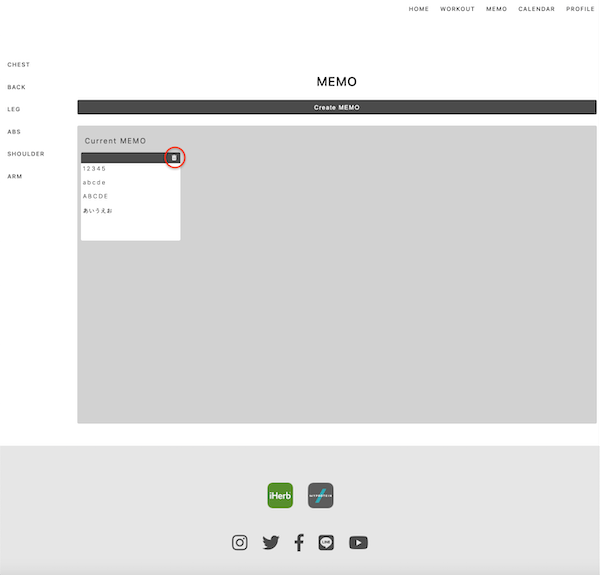 HOME WORKOUT MEMO CALENDAR PROFILE
CHEST
BACK
LEG
ABS
SHOULDER
ARM
MEMO
Create MEMO
Current MEMO
12345
abcde
ABCDE
あいうえお
iHerb
MYPROTEIN
LINE